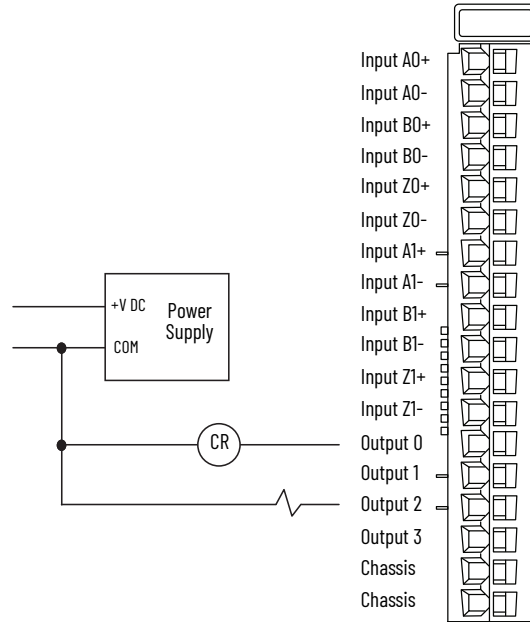 Input A0+
Input A0-
Input B0+
Input B0-
Input Z0+
Input Z0-
Input A1+
Input A1-
Input B1+
Input B1-
Input Z1+
Input Z1-
Output 0
Output 1
Output 2
Output 3
Chassis
Chassis
+V DC
Power
Supply
COM
CR